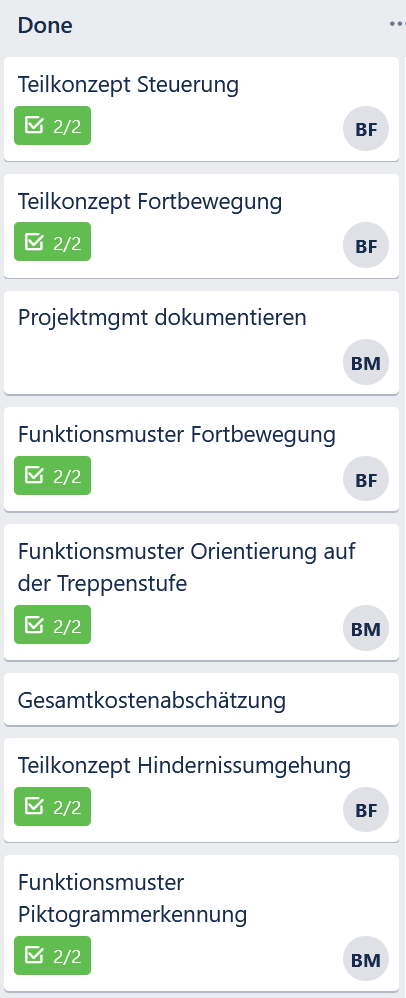 Done
Teilkonzept Steuerung
2/2
BF
Teilkonzept Fortbewegung
2/2
BF
Projektmgmt dokumentieren
BM
Funktionsmuster Fortbewegung
2/2
BF
Funktionsmuster Orientierung auf
der Treppenstufe
2/2
BM
Gesamtkostenabschätzung
Teilkonzept Hindernissumgehung
2/2
BF
Funktionsmuster
Piktogrammerkennung
2/2
BM